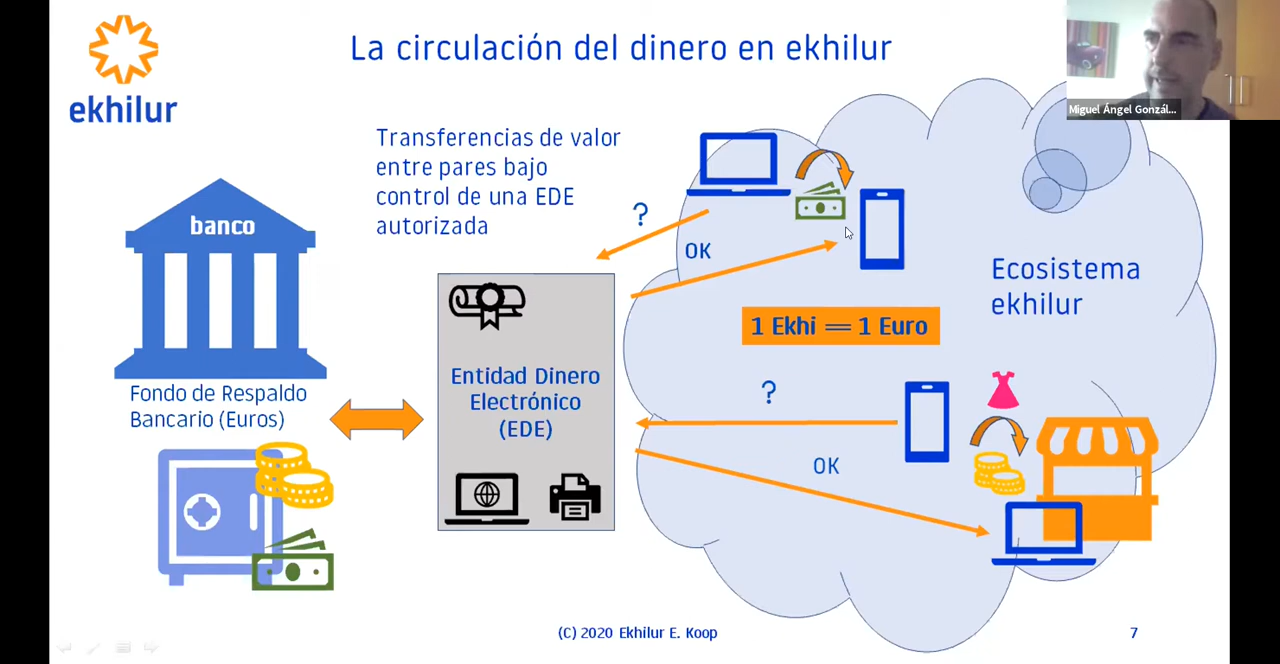 ekhilur
La circulación del dinero en ekhilur
Miguel Ángel Gonzál...
Transferencias de valor
entre pares bajo
control de una EDE
autorizada
banco
?
OK
Ecosistema
ekhilur
1 Ekhi == 1 Euro
Fondo de Respaldo
Bancario (Euros)
Entidad Dinero
Electrónico
(EDE)
?
OK
(C) 2020 Ekhilur E. Koop
7